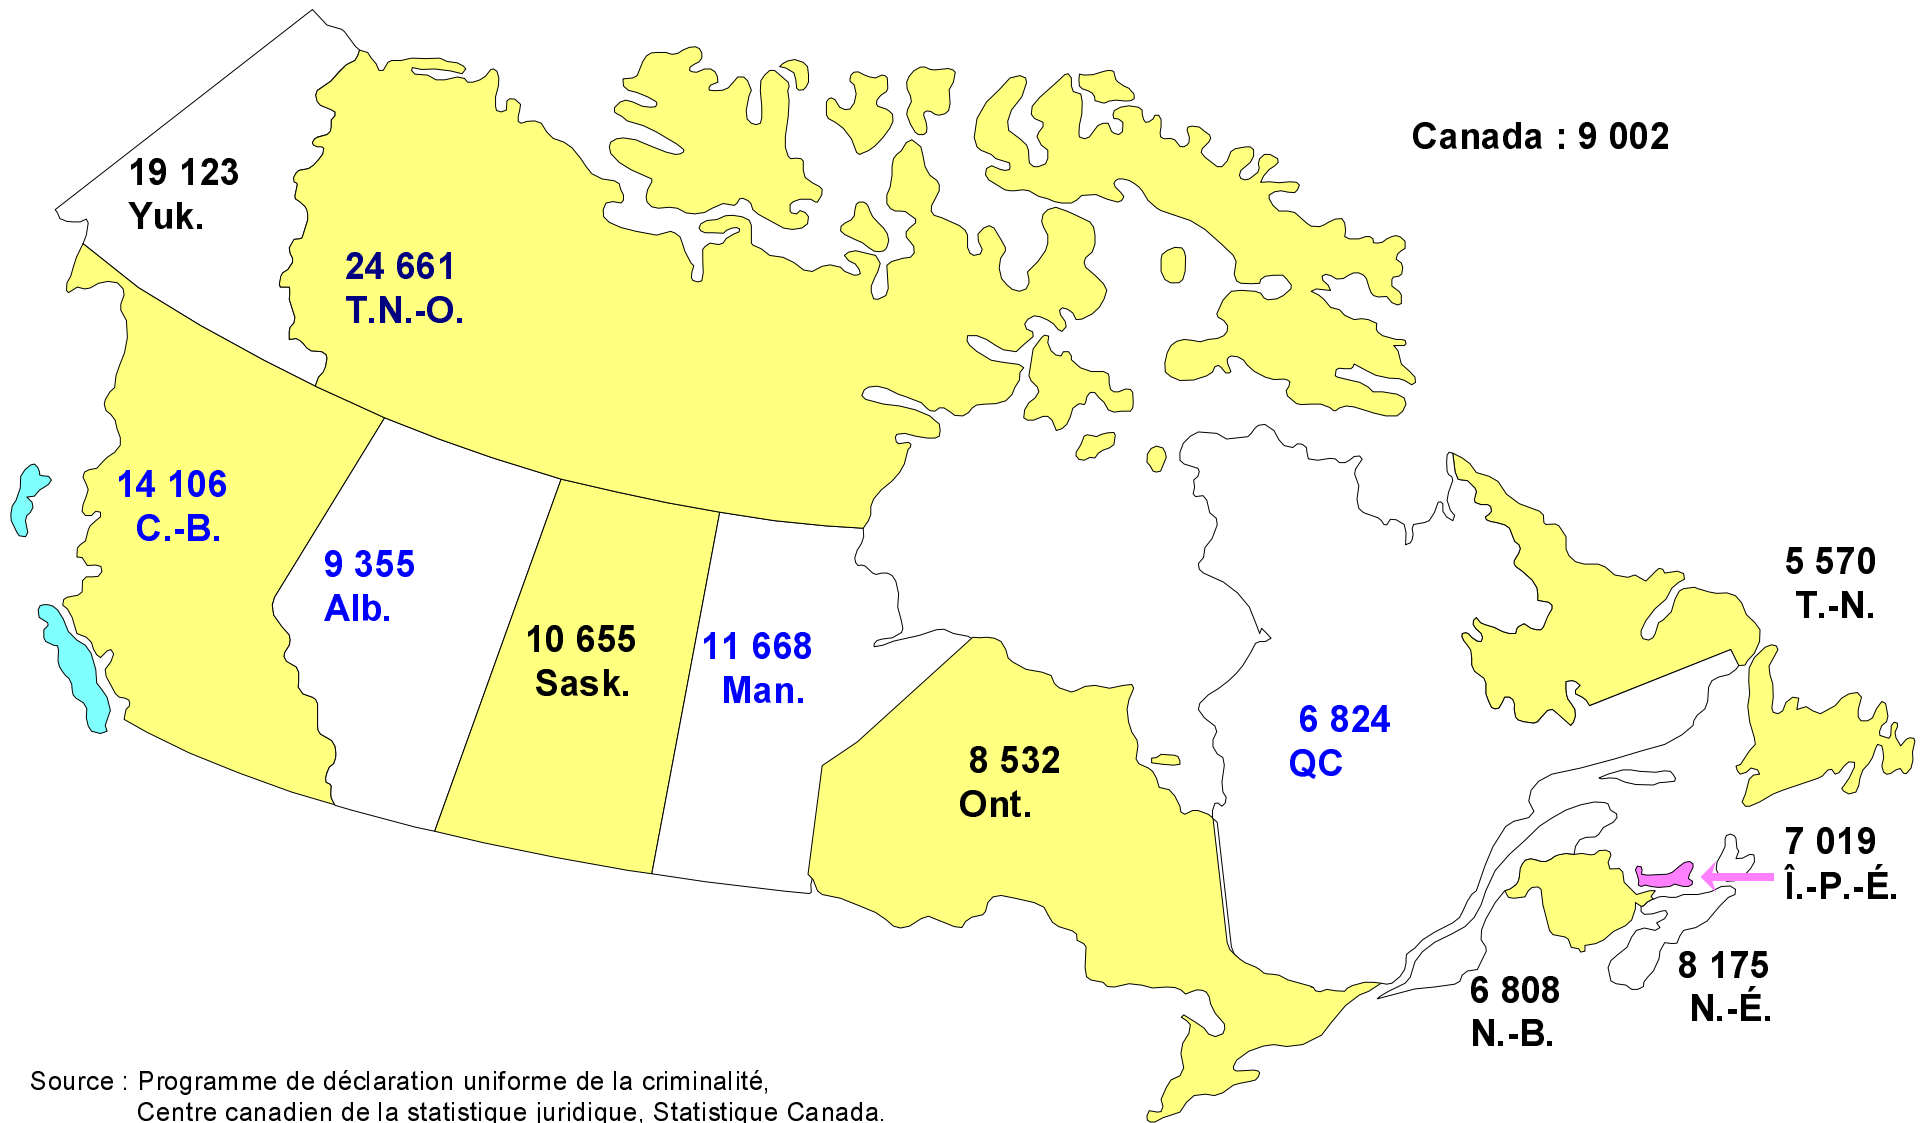 Canada : 9 002
19 123
Yuk.
24 661
T.N.-O.
14 106
C.-B.
9 355
Alb.
10 655
Sask.
11 668
Man.
8 532
Ont.
6 824
QC
5 570
T.-N.
7 019
Î.-P.-É.
8 175
N.-É.
6 808
N.-B.
Source : Programme de déclaration uniforme de la criminalité,
Centre canadien de la statistique juridique, Statistique Canada.